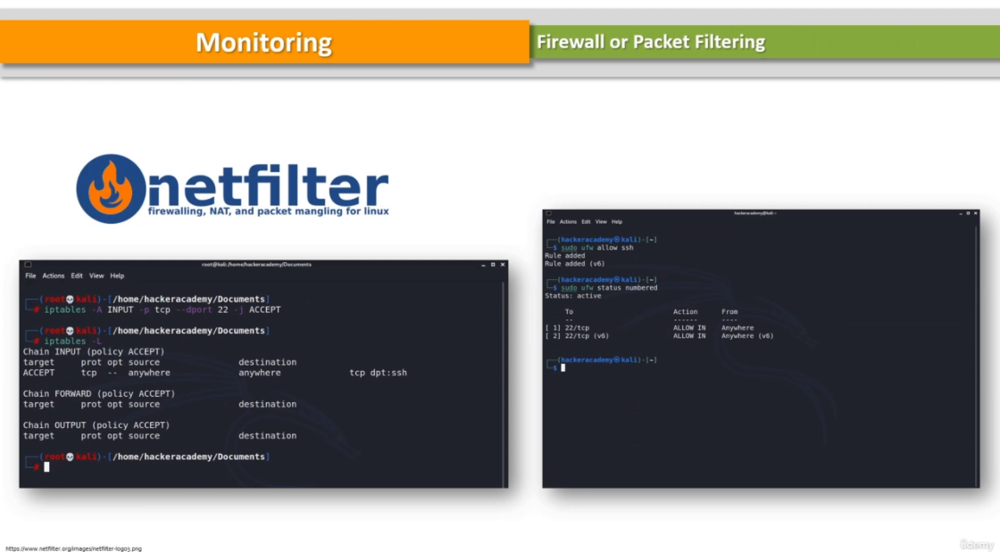 Monitoring
Firewall or Packet Filtering
netfilter
firewalling, NAT, and packet mangling for linux
root@kali:/home/hackeracademy/Documents
File Actions Edit View Help
(root💀kali)-[/home/hackeracademy/Documents]
# iptables -A INPUT -p tcp --dport 22 -j ACCEPT
(root💀kali)-[/home/hackeracademy/Documents]
# iptables -L
Chain INPUT (policy ACCEPT)
target prot opt source destination
ACCEPT tcp -- anywhere anywhere tcp dpt:ssh
Chain FORWARD (policy ACCEPT)
target prot opt source destination
Chain OUTPUT (policy ACCEPT)
target prot opt source destination
(root💀kali)-[/home/hackeracademy/Documents]
#
hackeracademy@kali:~
File Actions Edit View Help
(hackeracademy㉿kali)-[~]
$ sudo ufw allow ssh
Rule added
Rule added (v6)
(hackeracademy㉿kali)-[~]
$ sudo ufw status numbered
Status: active
To Action From
-- ------ ----
[ 1] 22/tcp ALLOW IN Anywhere
[ 2] 22/tcp (v6) ALLOW IN Anywhere (v6)
(hackeracademy㉿kali)-[~]
$
https://www.netfilter.org/images/netfilter-logo3.png
ûdemy